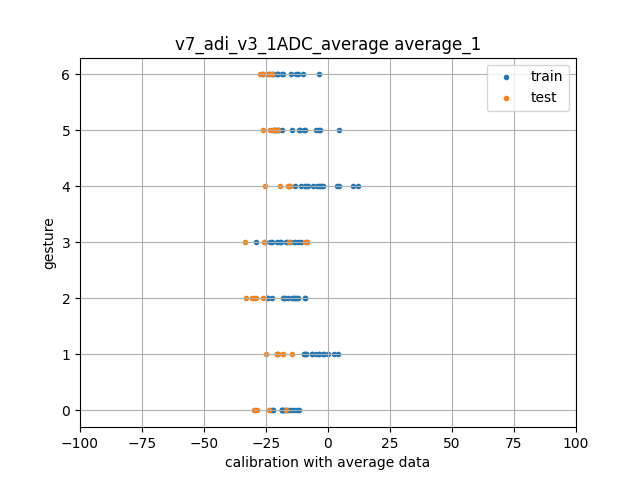 v7_adi_v3_1ADC_average average_1
train
test
gesture
6
5
4
3
2
1
0
−100 −75 −50 −25 0 25 50 75 100
calibration with average data